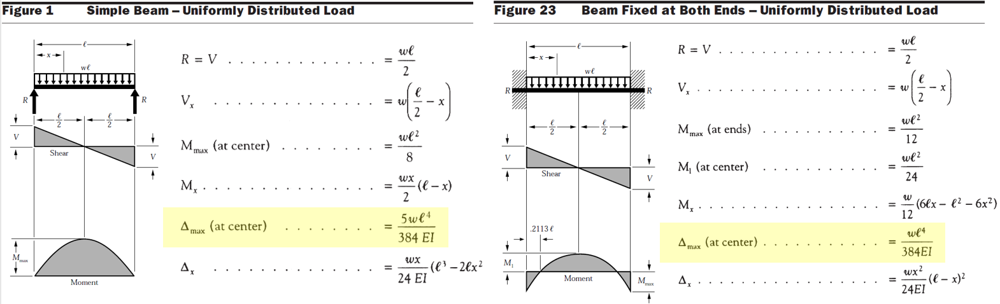 Figure 1 Simple Beam – Uniformly Distributed Load
ℓ
x
wℓ
R R
ℓ/2 ℓ/2
V
Shear
V
M max
Moment
R = V . . . . . . . . . . . . . = wℓ/2
Vx . . . . . . . . . . . . . = w(ℓ/2 – x)
Mmax (at center) . . . . . . . . = wℓ²/8
Mx . . . . . . . . . . . . . . = wx/2 (ℓ – x)
Δmax (at center) . . . . . . . . = 5wℓ⁴/384 EI
Δx . . . . . . . . . . . . . = wx/24 EI (ℓ³ – 2ℓx²
Figure 23 Beam Fixed at Both Ends – Uniformly Distributed Load
ℓ
x
wℓ
R R
ℓ/2 ℓ/2
V
Shear
V
.2113 ℓ
M₁
Moment
M max
R = V . . . . . . . . . . . . . . . = wℓ/2
Vx . . . . . . . . . . . . . . . . . = w(ℓ/2 – x)
Mmax (at ends) . . . . . . . . . . . = wℓ²/12
M₁ (at center) . . . . . . . . . . . = wℓ²/24
Mx . . . . . . . . . . . . . . . . . = w/12 (6ℓx – ℓ² – 6x²)
Δmax (at center) . . . . . . . . . . . = wℓ⁴/384EI
Δx . . . . . . . . . . . . . . . . . = wx²/24EI (ℓ – x)²